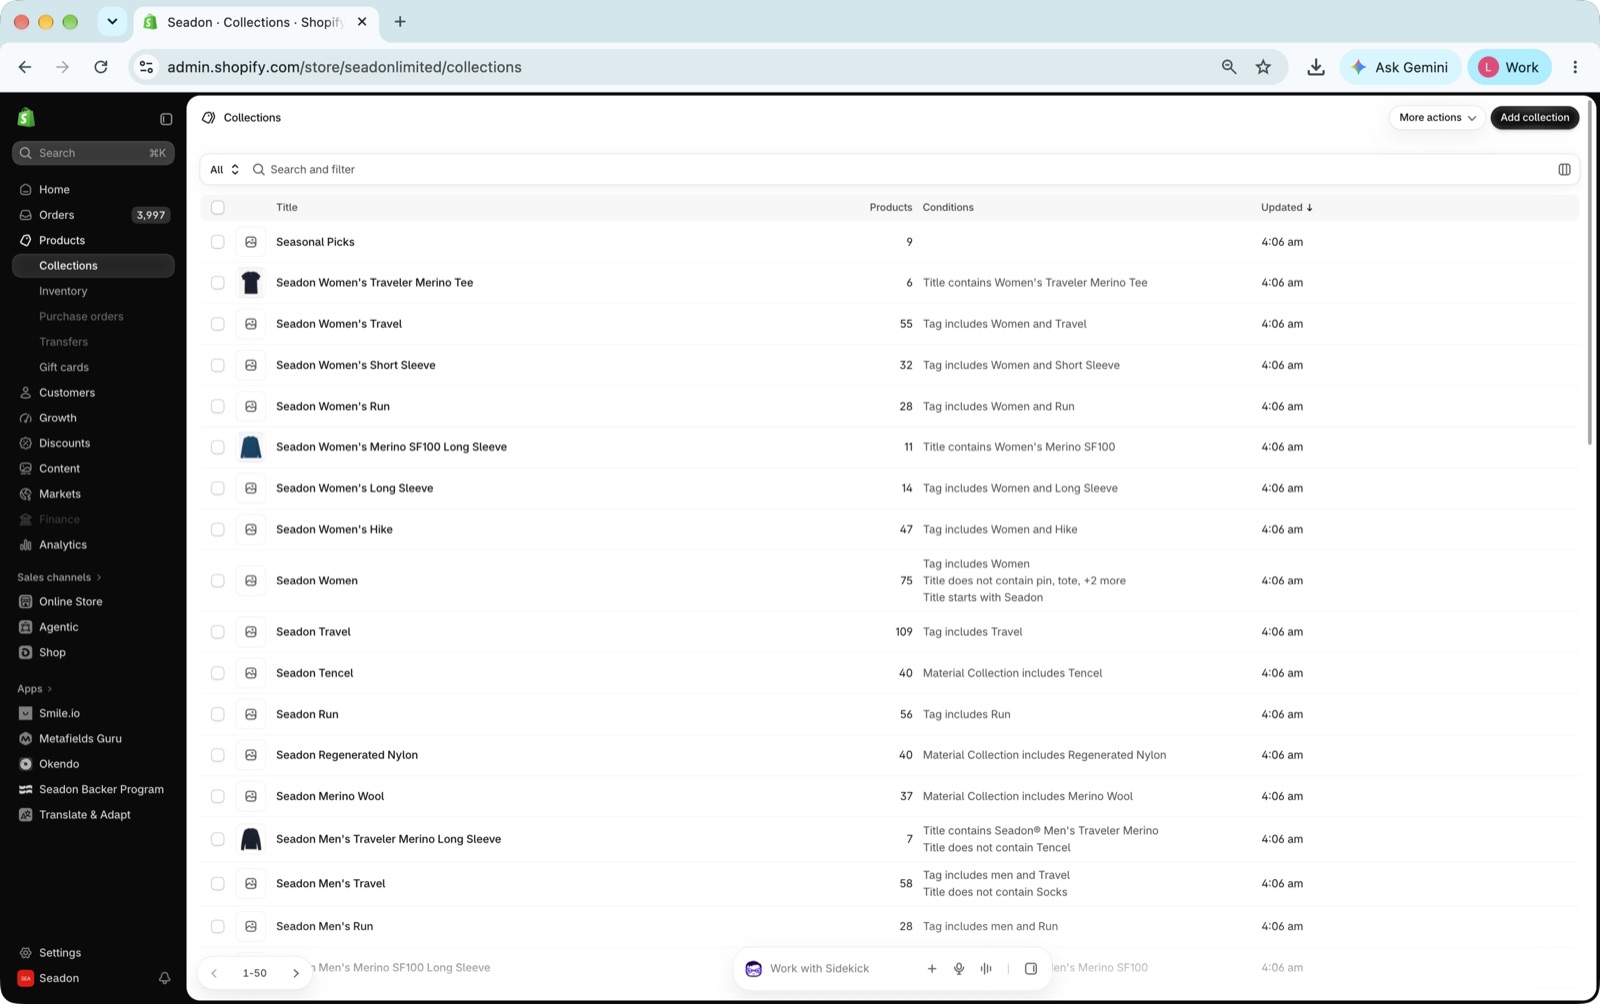 Seadon · Collections · Shopify
admin.shopify.com/store/seadonlimited/collections
Ask Gemini
L
Work
Search
⌘K
Home
Orders
3,997
Products
Collections
Inventory
Purchase orders
Transfers
Gift cards
Customers
Growth
Discounts
Content
Markets
Finance
Analytics
Sales channels
Online Store
Agentic
Shop
Apps
Smile.io
Metafields Guru
Okendo
Seadon Backer Program
Translate & Adapt
Settings
SEA
Seadon
Collections
More actions
Add collection
All
Search and filter
Title Products Conditions Updated ↓
Seasonal Picks 9 4:06 am
Seadon Women's Traveler Merino Tee 6 Title contains Women's Traveler Merino Tee 4:06 am
Seadon Women's Travel 55 Tag includes Women and Travel 4:06 am
Seadon Women's Short Sleeve 32 Tag includes Women and Short Sleeve 4:06 am
Seadon Women's Run 28 Tag includes Women and Run 4:06 am
Seadon Women's Merino SF100 Long Sleeve 11 Title contains Women's Merino SF100 4:06 am
Seadon Women's Long Sleeve 14 Tag includes Women and Long Sleeve 4:06 am
Seadon Women's Hike 47 Tag includes Women and Hike 4:06 am
Tag includes Women
Seadon Women 75 Title does not contain pin, tote, +2 more 4:06 am
Title starts with Seadon
Seadon Travel 109 Tag includes Travel 4:06 am
Seadon Tencel 40 Material Collection includes Tencel 4:06 am
Seadon Run 56 Tag includes Run 4:06 am
Seadon Regenerated Nylon 40 Material Collection includes Regenerated Nylon 4:06 am
Seadon Merino Wool 37 Material Collection includes Merino Wool 4:06 am
Title contains Seadon® Men's Traveler Merino
Seadon Men's Traveler Merino Long Sleeve 7 4:06 am
Title does not contain Tencel
Tag includes men and Travel
Seadon Men's Travel 58 4:06 am
Title does not contain Socks
Seadon Men's Run 28 Tag includes men and Run 4:06 am
Men's Merino SF100 Long Sleeve Merino SF100 4:06 am
1-50
Work with Sidekick